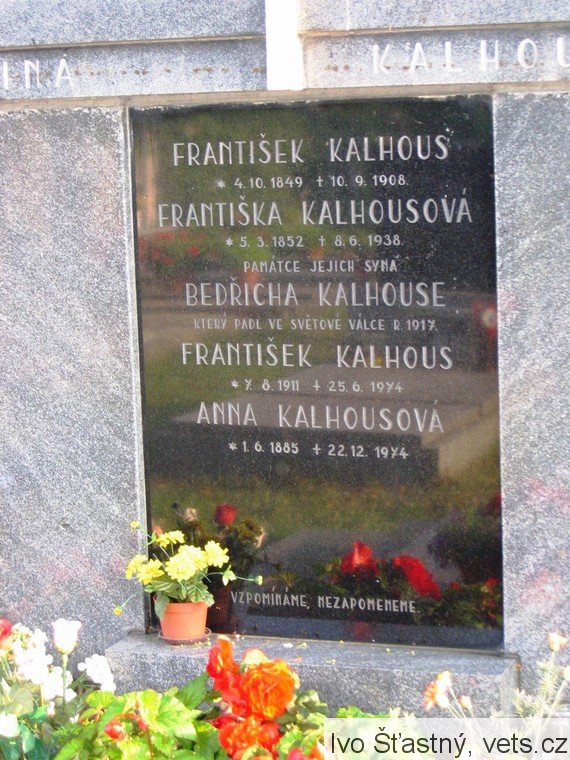 INÁ
KALHOU
FRANTIŠEK KALHOUS
* 4. 10. 1849 + 10. 9. 1908.
FRANTIŠKA KALHOUSOVÁ
* 5. 3. 1852 + 8. 6. 1938.
PAMÁTCE JEJICH SYNA
BEDŘICHA KALHOUSE
KTERÝ PADL VE SVĚTOVÉ VÁLCE R. 1917.
FRANTIŠEK KALHOUS
* 7. 8. 1911 + 25. 6. 1974
ANNA KALHOUSOVÁ
* 1. 6. 1885 + 22. 12. 1974
VZPOMÍNÁME, NEZAPOMENEME.
Ivo Šťastný, vets.cz